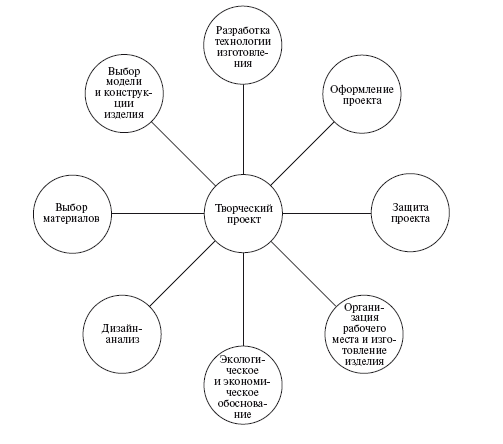 Разработка
технологии
изготовле-
ния
Выбор
модели
и конструк-
ции
изделия
Оформление
проекта
Выбор
материалов
Творческий
проект
Защита
проекта
Дизайн-
анализ
Экологи-
ческое
и экономи-
ческое
обоснова-
ние
Органи-
зация
рабочего
места и изго-
товление
изделия